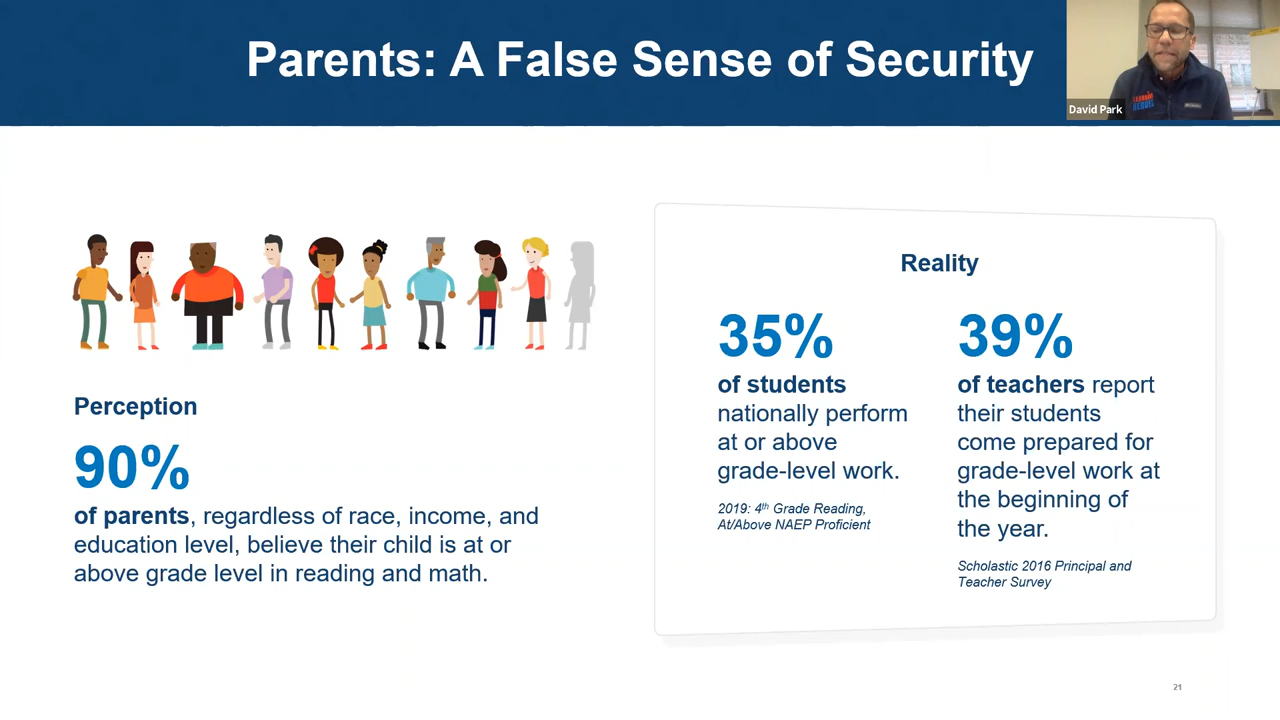 Parents: A False Sense of Security
David Park
LEARNING
HEROES
Perception
90%
of parents, regardless of race, income, and
education level, believe their child is at or
above grade level in reading and math.
Reality
35%
of students
nationally perform
at or above
grade-level work.
2019: 4th Grade Reading,
At/Above NAEP Proficient
39%
of teachers report
their students
come prepared for
grade-level work at
the beginning of
the year.
Scholastic 2016 Principal and
Teacher Survey
21